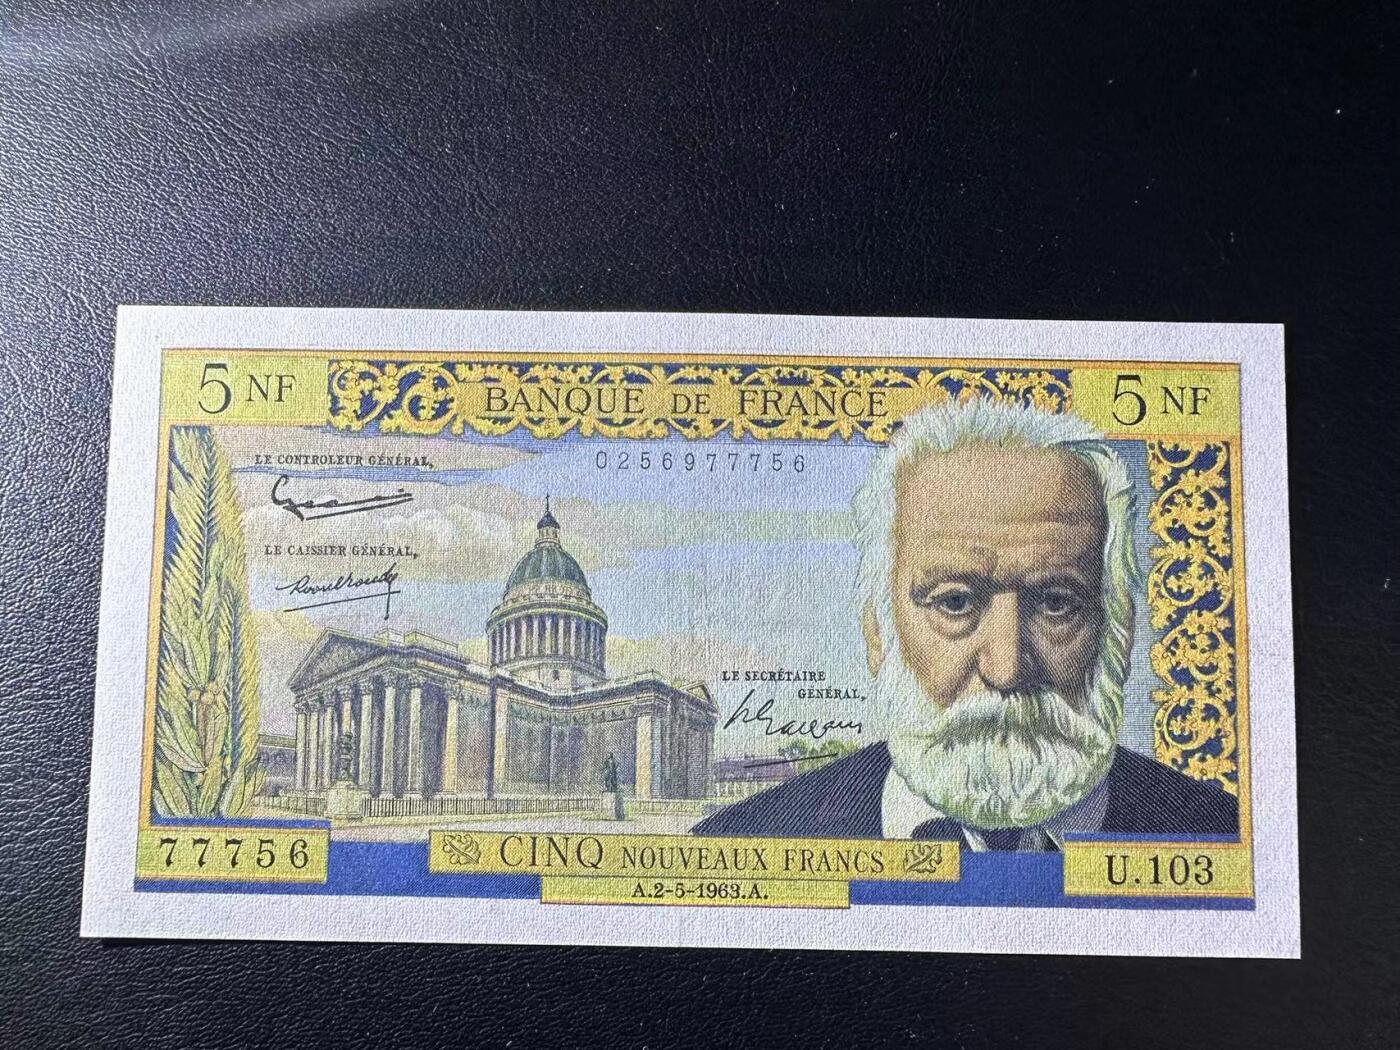 5 NF
BANQUE DE FRANCE
5 NF
LE CONTROLEUR GÉNÉRAL,
0256977756
LE CAISSIER GÉNÉRAL,
LE SECRÉTAIRE
GÉNÉRAL,
77756
CINQ NOUVEAUX FRANCS
U.103
A.2-5-1963.A.